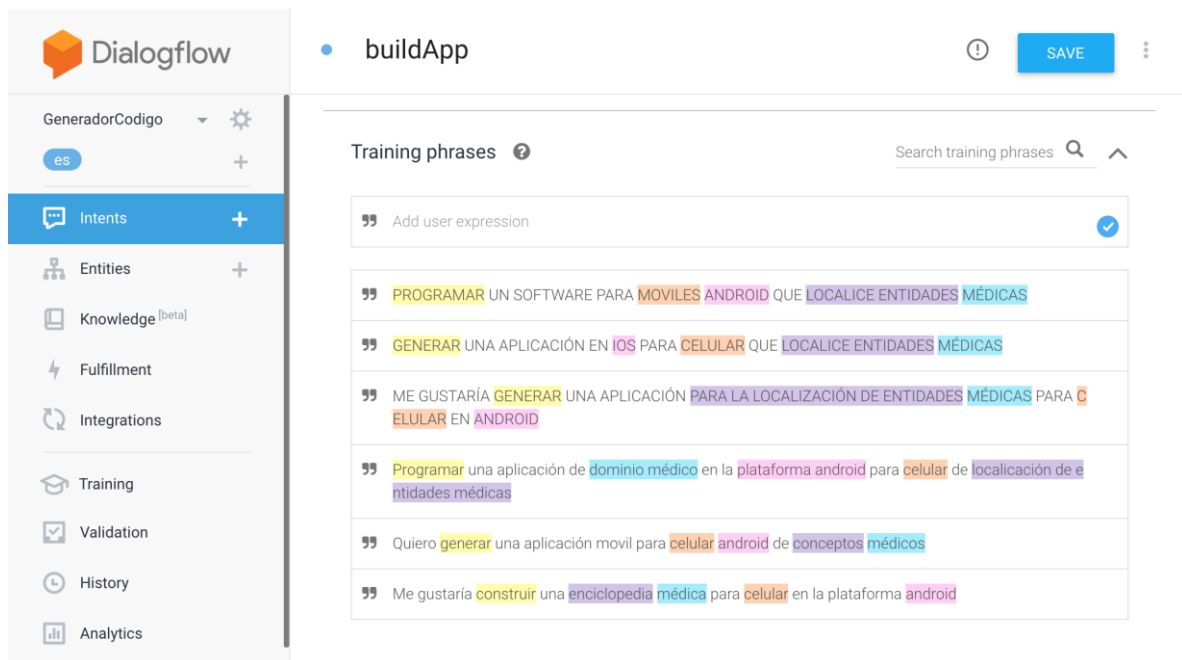 Dialogflow
buildApp
SAVE
GeneradorCodigo
es
Intents
Entities
Knowledge [beta]
Fulfillment
Integrations
Training
Validation
History
Analytics
Training phrases
Search training phrases
Add user expression
PROGRAMAR UN SOFTWARE PARA MOVILES ANDROID QUE LOCALICE ENTIDADES MÉDICAS
GENERAR UNA APLICACIÓN EN IOS PARA CELULAR QUE LOCALICE ENTIDADES MÉDICAS
ME GUSTARÍA GENERAR UNA APLICACIÓN PARA LA LOCALIZACIÓN DE ENTIDADES MÉDICAS PARA C
ELULAR EN ANDROID
Programar una aplicación de dominio médico en la plataforma android para celular de localicación de e
ntidades médicas
Quiero generar una aplicación movil para celular android de conceptos médicos
Me gustaría construir una enciclopedia médica para celular en la plataforma android